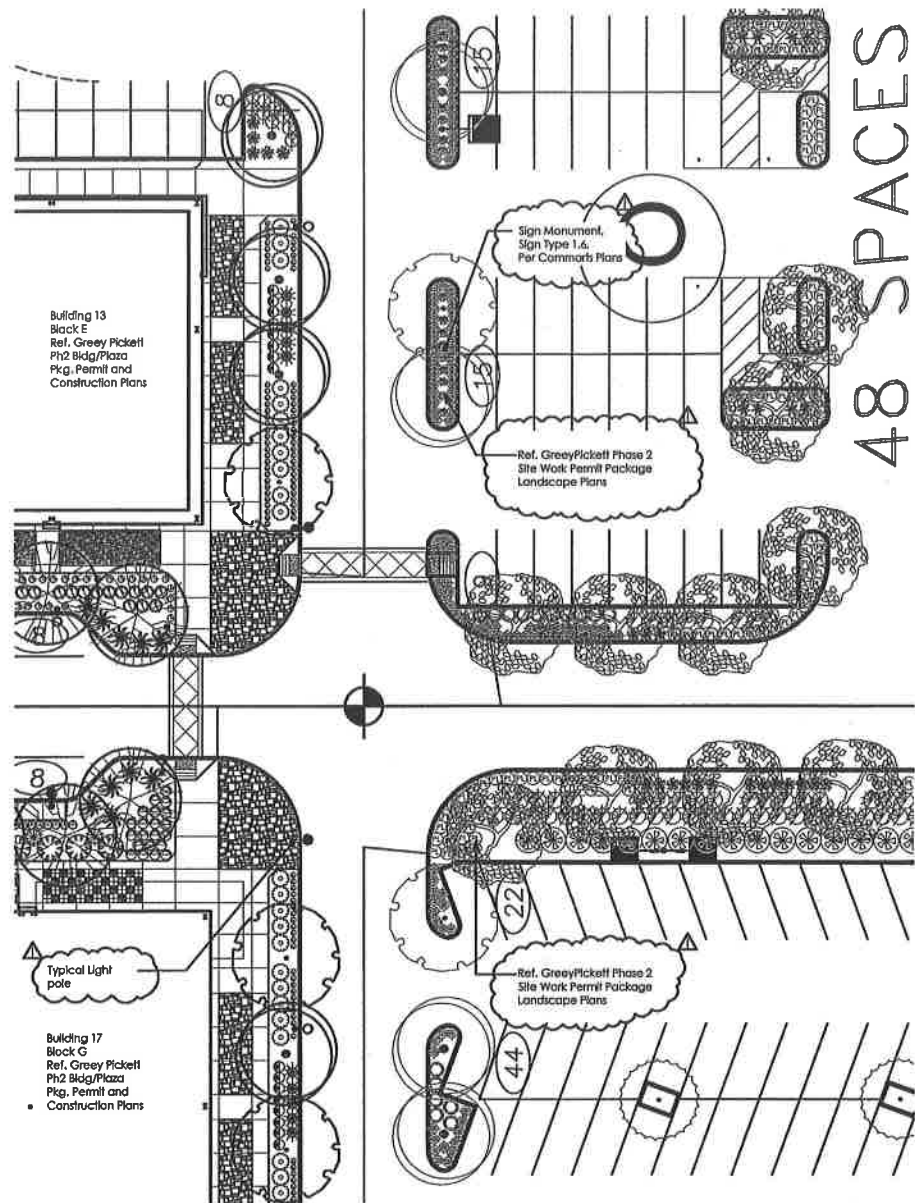 8
15
48 SPACES
Sign Monument,
Sign Type 1.6.
Per Commarts Plans
Building 13
Block E
Ref. Greey Pickett
Ph2 Bldg/Plaza
Pkg. Permit and
Construction Plans
15
Ref. GreeyPickett Phase 2
Site Work Permit Package
Landscape Plans
8
22
Typical Light
pole
Ref. GreeyPickett Phase 2
Site Work Permit Package
Landscape Plans
Building 17
Block G
Ref. Greey Pickett
Ph2 Bldg/Plaza
Pkg. Permit and
Construction Plans
44